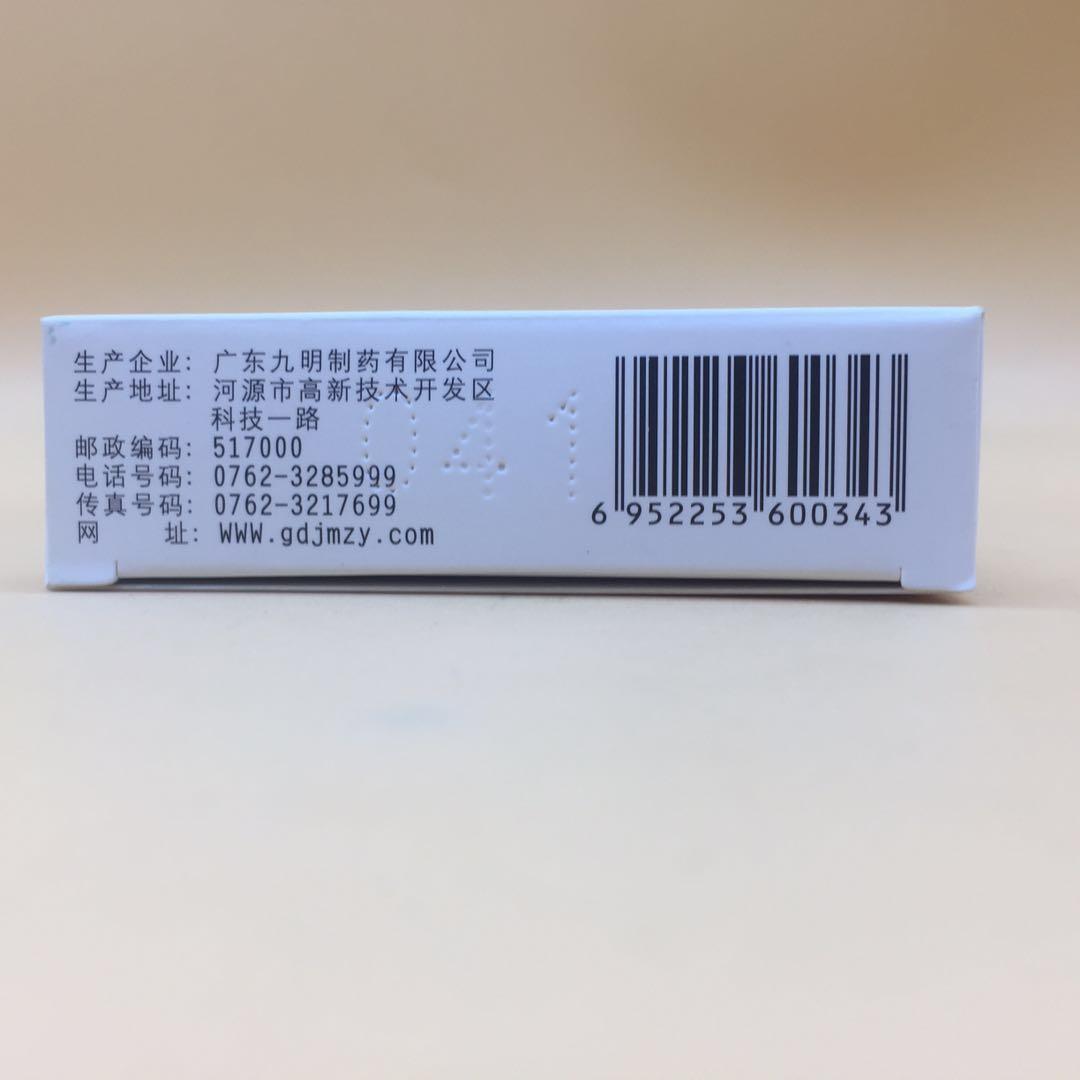 生产企业: 广东九明制药有限公司
生产地址: 河源市高新技术开发区
科技一路
邮政编码: 517000
电话号码: 0762-3285999
传真号码: 0762-3217699
网 址: WWW.gdjmzy.com
041
6 952253 600343